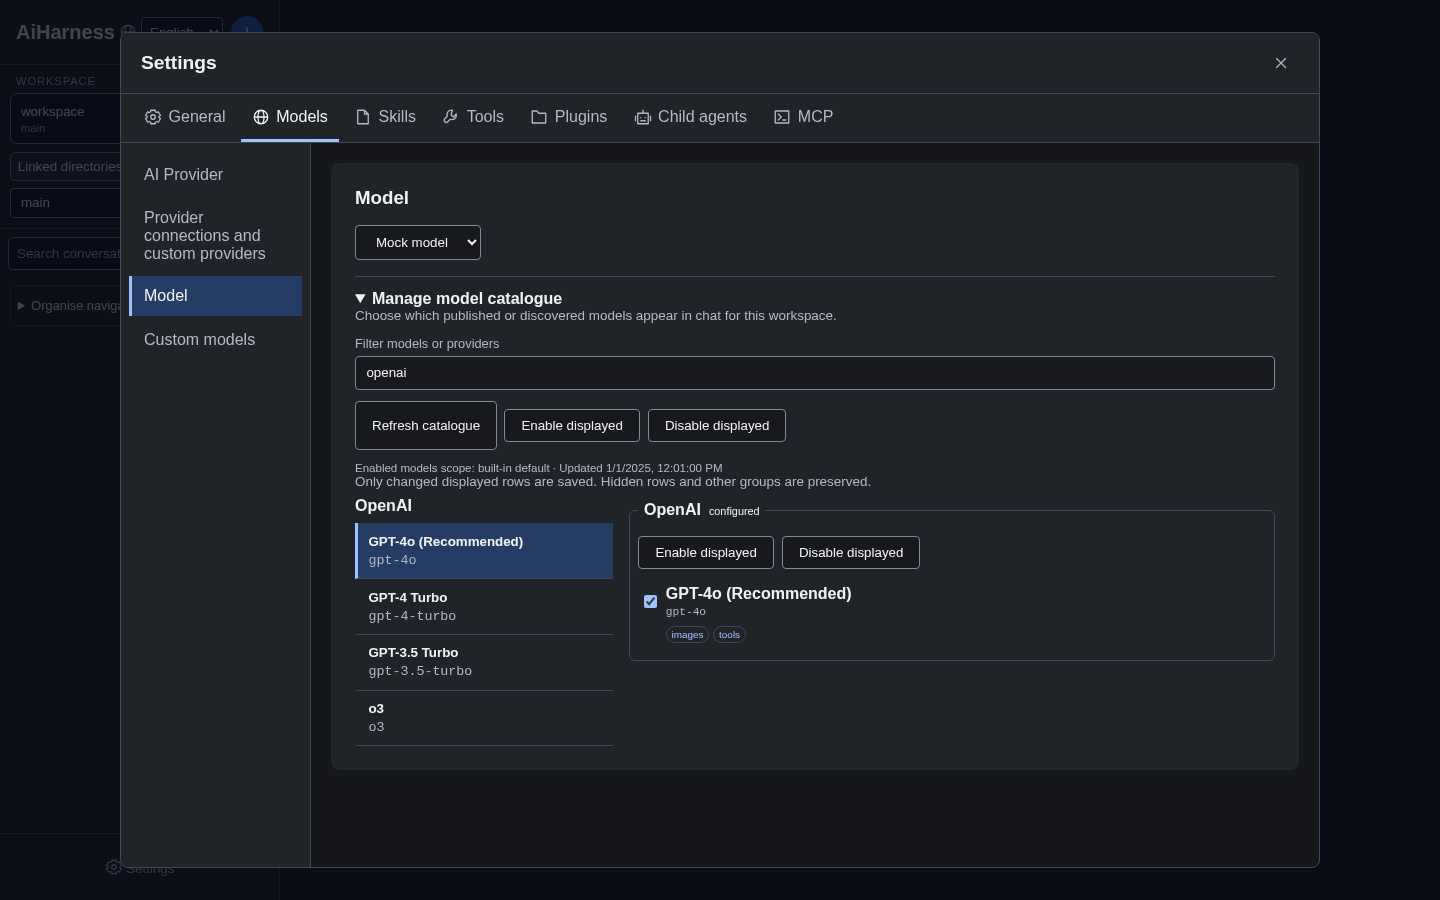 AiHarness
English
WORKSPACE
workspace
main
Linked directories
main
Search conversat
Organise naviga
Settings
Settings
General
Models
Skills
Tools
Plugins
Child agents
MCP
AI Provider
Provider
connections and
custom providers
Model
Custom models
Model
Mock model
Manage model catalogue
Choose which published or discovered models appear in chat for this workspace.
Filter models or providers
openai
Refresh catalogue
Enable displayed
Disable displayed
Enabled models scope: built-in default · Updated 1/1/2025, 12:01:00 PM
Only changed displayed rows are saved. Hidden rows and other groups are preserved.
OpenAI
GPT-4o (Recommended)
gpt-4o
GPT-4 Turbo
gpt-4-turbo
GPT-3.5 Turbo
gpt-3.5-turbo
o3
o3
OpenAI configured
Enable displayed
Disable displayed
GPT-4o (Recommended)
gpt-4o
images
tools